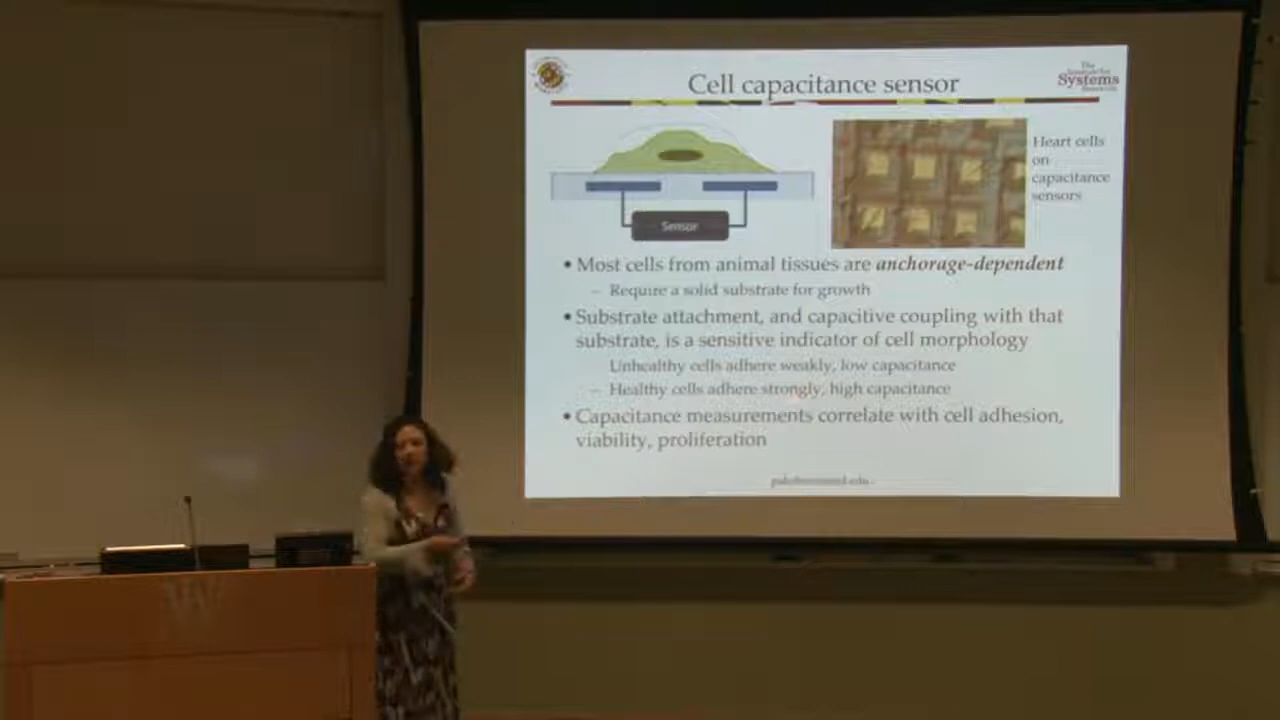 Cell capacitance sensor
The
Institute for
Systems
Research
Sensor
Heart cells
on
capacitance
sensors
• Most cells from animal tissues are anchorage-dependent
– Require a solid substrate for growth
• Substrate attachment, and capacitive coupling with that
substrate, is a sensitive indicator of cell morphology
Unhealthy cells adhere weakly, low capacitance
– Healthy cells adhere strongly, high capacitance
• Capacitance measurements correlate with cell adhesion,
viability, proliferation
W